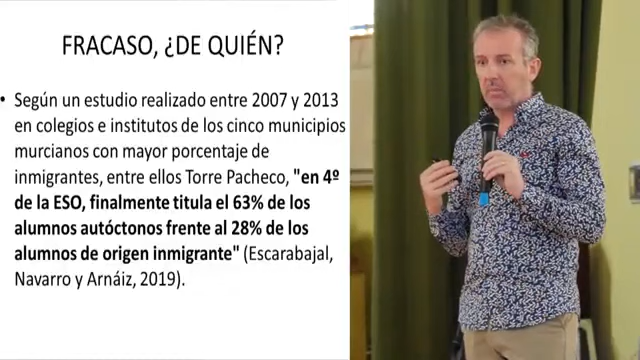 FRACASO, ¿DE QUIÉN?
• Según un estudio realizado entre 2007 y 2013
en colegios e institutos de los cinco municipios
murcianos con mayor porcentaje de
inmigrantes, entre ellos Torre Pacheco, "en 4º
de la ESO, finalmente titula el 63% de los
alumnos autóctonos frente al 28% de los
alumnos de origen inmigrante" (Escarabajal,
Navarro y Arnáiz, 2019).